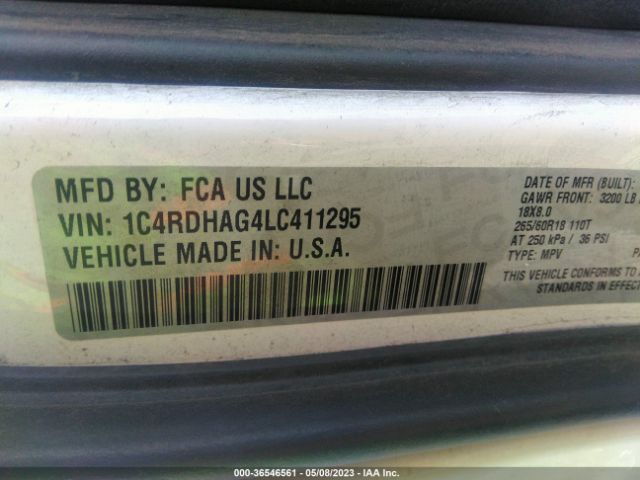 MFD BY: FCA US LLC
VIN: 1C4RDHAG4LC411295
VEHICLE MADE IN: U.S.A.
DATE OF MFR (BUILT):
GAWR FRONT: 3200 LB
18X8.0
265/60R18 110T
AT 250 kPa / 36 PSI
TYPE: MPV
THIS VEHICLE CONFORMS TO
STANDARDS IN EFFECT
000-36546561 - 05/08/2023 - IAA Inc.